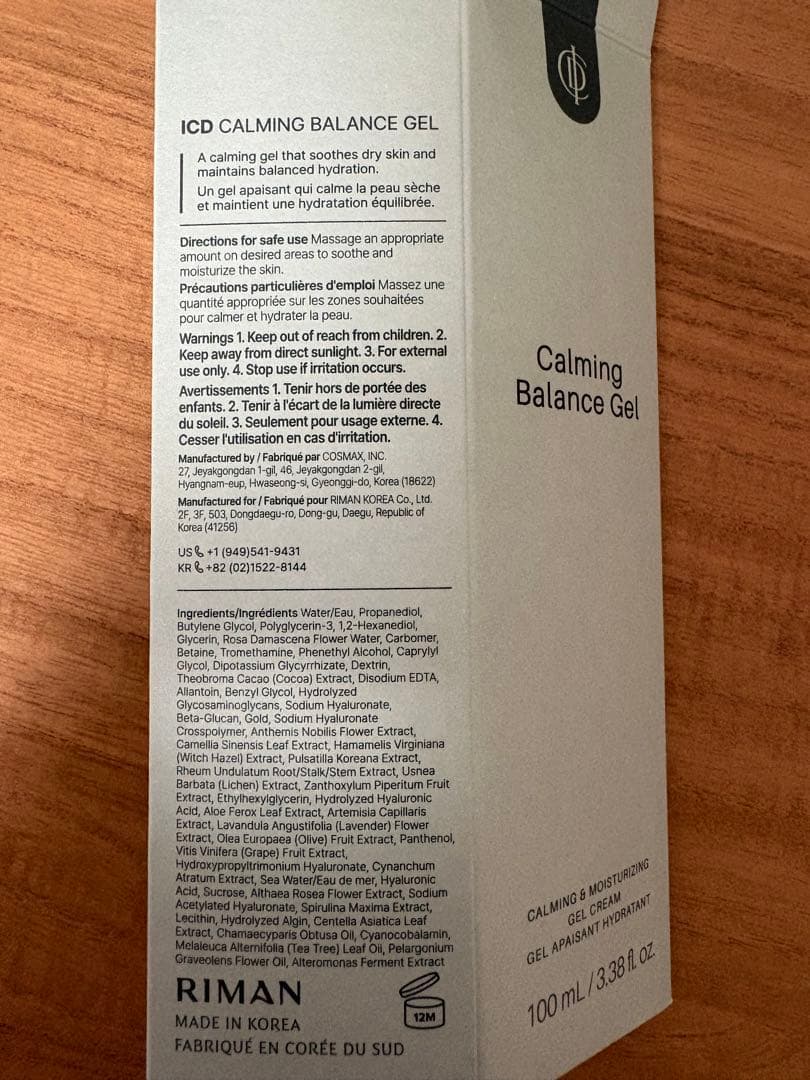 ICD CALMING BALANCE GEL
A calming gel that soothes dry skin and
maintains balanced hydration.
Un gel apaisant qui calme la peau sèche
et maintient une hydratation équilibrée.
Directions for safe use Massage an appropriate
amount on desired areas to soothe and
moisturize the skin.
Précautions particulières d'emploi Massez une
quantité appropriée sur les zones souhaitées
pour calmer et hydrater la peau.
Warnings 1. Keep out of reach from children. 2.
Keep away from direct sunlight. 3. For external
use only. 4. Stop use if irritation occurs.
Avertissements 1. Tenir hors de portée des
enfants. 2. Tenir à l'écart de la lumière directe
du soleil. 3. Seulement pour usage externe. 4.
Cesser l'utilisation en cas d'irritation.
Manufactured by / Fabriqué par COSMAX, INC.
27, Jeyakgongdan 1-gil, 46, Jeyakgongdan 2-gil,
Hyangnam-eup, Hwaseong-si, Gyeonggi-do, Korea (18622)
Manufactured for / Fabriqué pour RIMAN KOREA Co., Ltd.
2F, 3F, 503, Dongdaegu-ro, Dong-gu, Daegu, Republic of
Korea (41256)
US +1 (949)541-9431
KR +82 (02)1522-8144
Ingredients/Ingrédients Water/Eau, Propanediol,
Butylene Glycol, Polyglycerin-3, 1,2-Hexanediol,
Glycerin, Rosa Damascena Flower Water, Carbomer,
Betaine, Tromethamine, Phenethyl Alcohol, Caprylyl
Glycol, Dipotassium Glycyrrhizate, Dextrin,
Theobroma Cacao (Cocoa) Extract, Disodium EDTA,
Allantoin, Benzyl Glycol, Hydrolyzed
Glycosaminoglycans, Sodium Hyaluronate,
Beta-Glucan, Gold, Sodium Hyaluronate
Crosspolymer, Anthemis Nobilis Flower Extract,
Camellia Sinensis Leaf Extract, Hamamelis Virginiana
(Witch Hazel) Extract, Pulsatilla Koreana Extract,
Rheum Undulatum Root/Stalk/Stem Extract, Usnea
Barbata (Lichen) Extract, Zanthoxylum Piperitum Fruit
Extract, Ethylhexylglycerin, Hydrolyzed Hyaluronic
Acid, Aloe Ferox Leaf Extract, Artemisia Capillaris
Extract, Lavandula Angustifolia (Lavender) Flower
Extract, Olea Europaea (Olive) Fruit Extract, Panthenol,
Vitis Vinifera (Grape) Fruit Extract,
Hydroxypropyltrimonium Hyaluronate, Cynanchum
Atratum Extract, Sea Water/Eau de mer, Hyaluronic
Acid, Sucrose, Althaea Rosea Flower Extract, Sodium
Acetylated Hyaluronate, Spirulina Maxima Extract,
Lecithin, Hydrolyzed Algin, Centella Asiatica Leaf
Extract, Chamaecyparis Obtusa Oil, Cyanocobalamin,
Melaleuca Alternifolia (Tea Tree) Leaf Oil, Pelargonium
Graveolens Flower Oil, Alteromonas Ferment Extract
RIMAN
MADE IN KOREA
FABRIQUÉ EN CORÉE DU SUD
12M
Calming
Balance Gel
CALMING & MOISTURIZING
GEL CREAM
GEL APAISANT HYDRATANT
100 mL / 3.38 fl. oz.